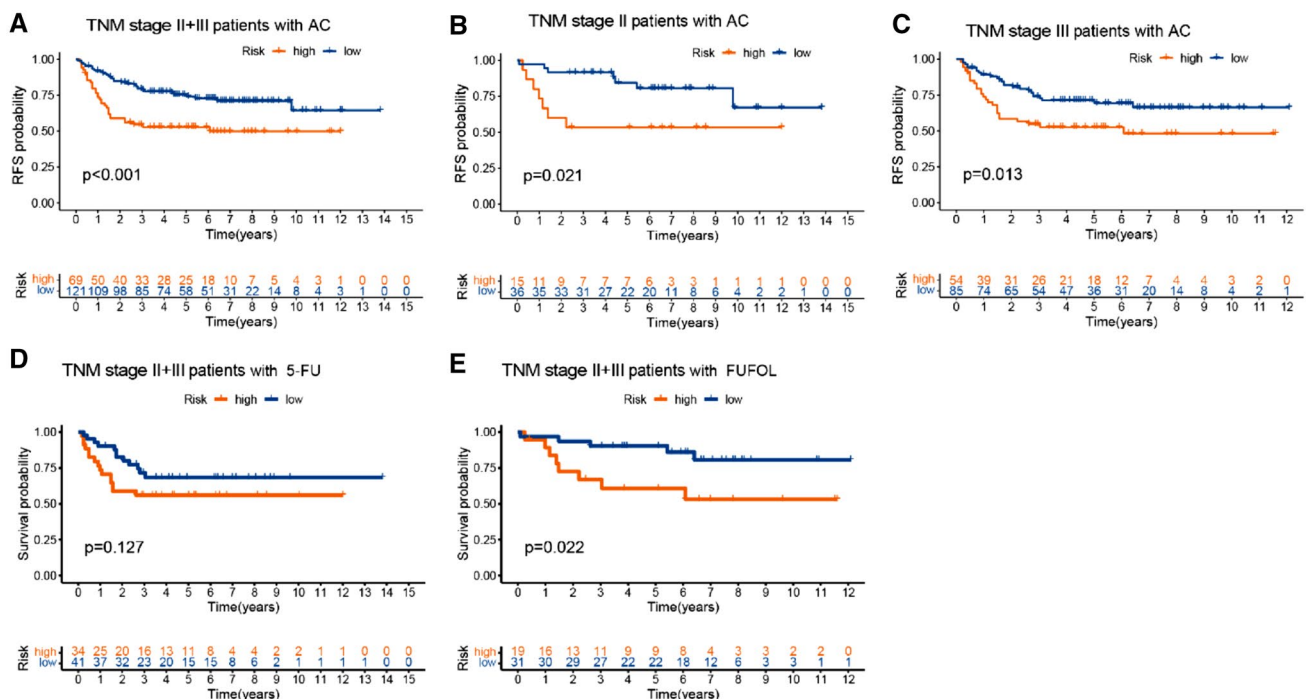 A
TNM stage II+III patients with AC
Risk high low
RFS probability
1.00
0.75
0.50
0.25
0.00
p<0.001
0 1 2 3 4 5 6 7 8 9 10 11 12 13 14 15
Time(years)
Risk
high 69 50 40 33 28 25 18 10 7 5 4 3 1 0 0 0
low 121 109 98 85 74 58 51 31 22 14 8 4 3 1 0 0
0 1 2 3 4 5 6 7 8 9 10 11 12 13 14 15
Time(years)
B
TNM stage II patients with AC
Risk high low
RFS probability
1.00
0.75
0.50
0.25
0.00
p=0.021
0 1 2 3 4 5 6 7 8 9 10 11 12 13 14 15
Time(years)
Risk
high 15 11 9 7 7 7 6 3 3 1 1 1 1 0 0 0
low 36 35 33 31 27 22 20 11 8 6 4 2 2 1 0 0
0 1 2 3 4 5 6 7 8 9 10 11 12 13 14 15
Time(years)
C
TNM stage III patients with AC
Risk high low
RFS probability
1.00
0.75
0.50
0.25
0.00
p=0.013
0 1 2 3 4 5 6 7 8 9 10 11 12
Time(years)
Risk
high 54 39 31 26 21 18 12 7 4 4 3 2 0
low 85 74 65 54 47 36 31 20 14 8 4 2 1
0 1 2 3 4 5 6 7 8 9 10 11 12
Time(years)
D
TNM stage II+III patients with 5-FU
Risk high low
Survival probability
1.00
0.75
0.50
0.25
0.00
p=0.127
0 1 2 3 4 5 6 7 8 9 10 11 12 13 14 15
Time(years)
Risk
high 34 25 20 16 13 11 8 4 4 2 2 1 1 0 0 0
low 41 37 32 23 20 15 15 8 6 2 1 1 1 1 0 0
0 1 2 3 4 5 6 7 8 9 10 11 12 13 14 15
Time(years)
E
TNM stage II+III patients with FUFOL
Risk high low
Survival probability
1.00
0.75
0.50
0.25
0.00
p=0.022
0 1 2 3 4 5 6 7 8 9 10 11 12
Time(years)
Risk
high 19 16 13 11 9 9 8 4 3 3 2 2 0
low 31 30 29 27 22 22 18 12 6 3 3 1 1
0 1 2 3 4 5 6 7 8 9 10 11 12
Time(years)